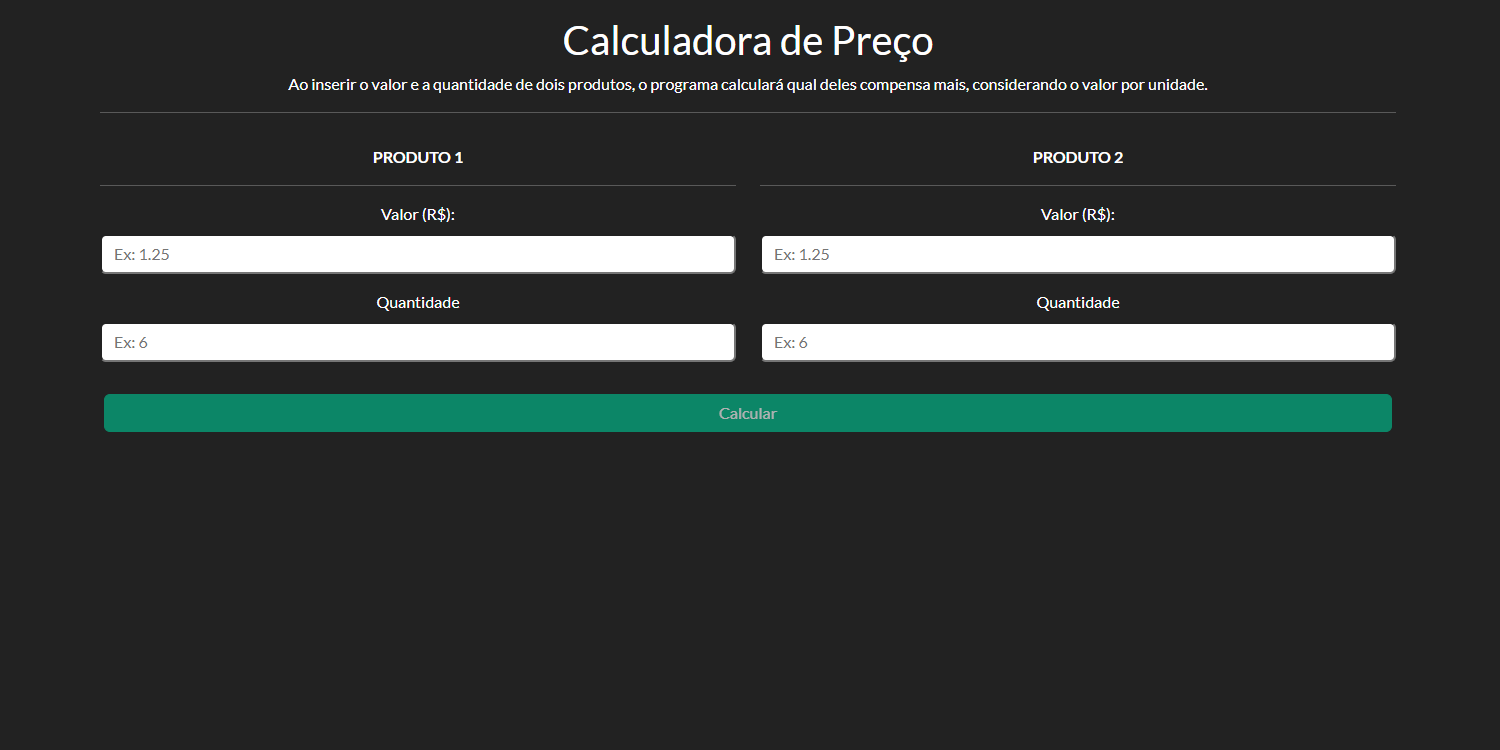 Calculadora de Preço
Ao inserir o valor e a quantidade de dois produtos, o programa calculará qual deles compensa mais, considerando o valor por unidade.
PRODUTO 1
Valor (R$):
Ex: 1.25
Quantidade
Ex: 6
PRODUTO 2
Valor (R$):
Ex: 1.25
Quantidade
Ex: 6
Calcular